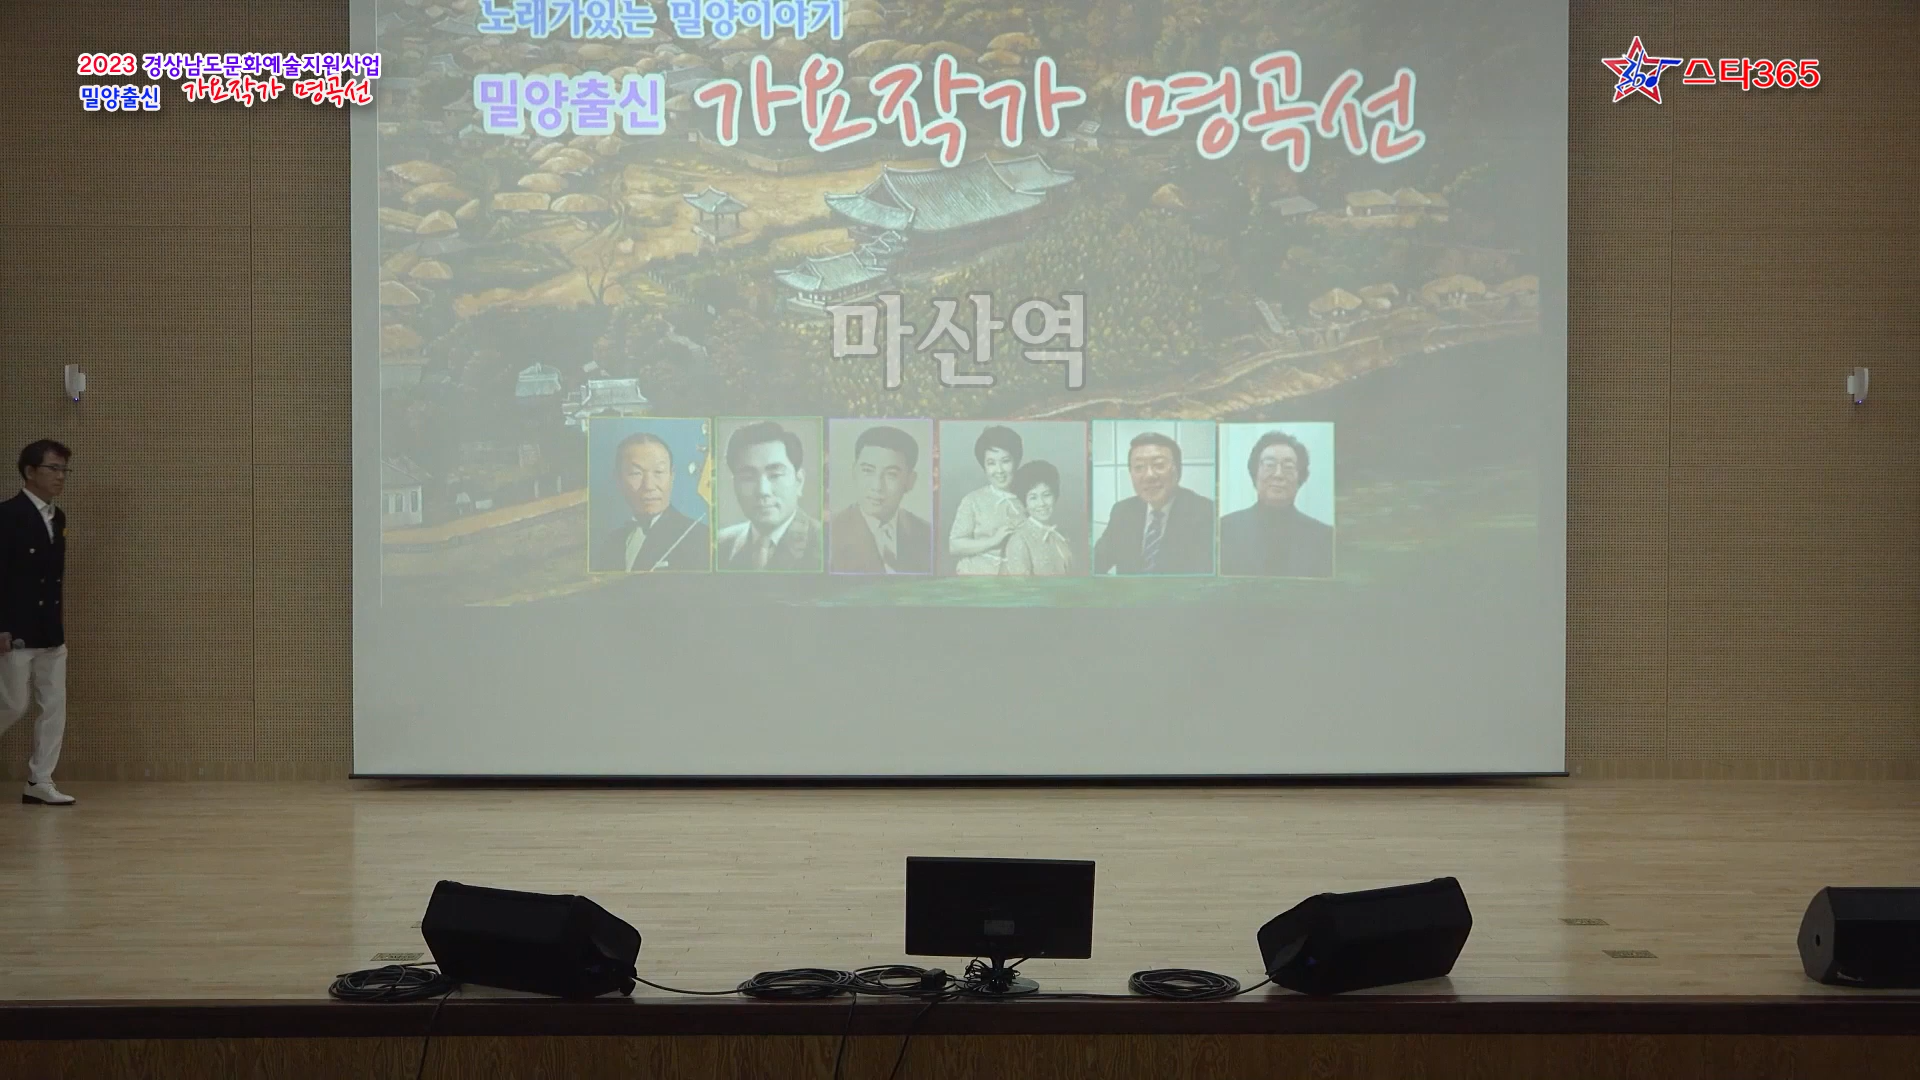 2023 경상남도문화예술지원사업
밀양출신 가요작가 명곡선
스타365
노래가있는 밀양이야기
밀양출신 가요작가 명곡선
마산역